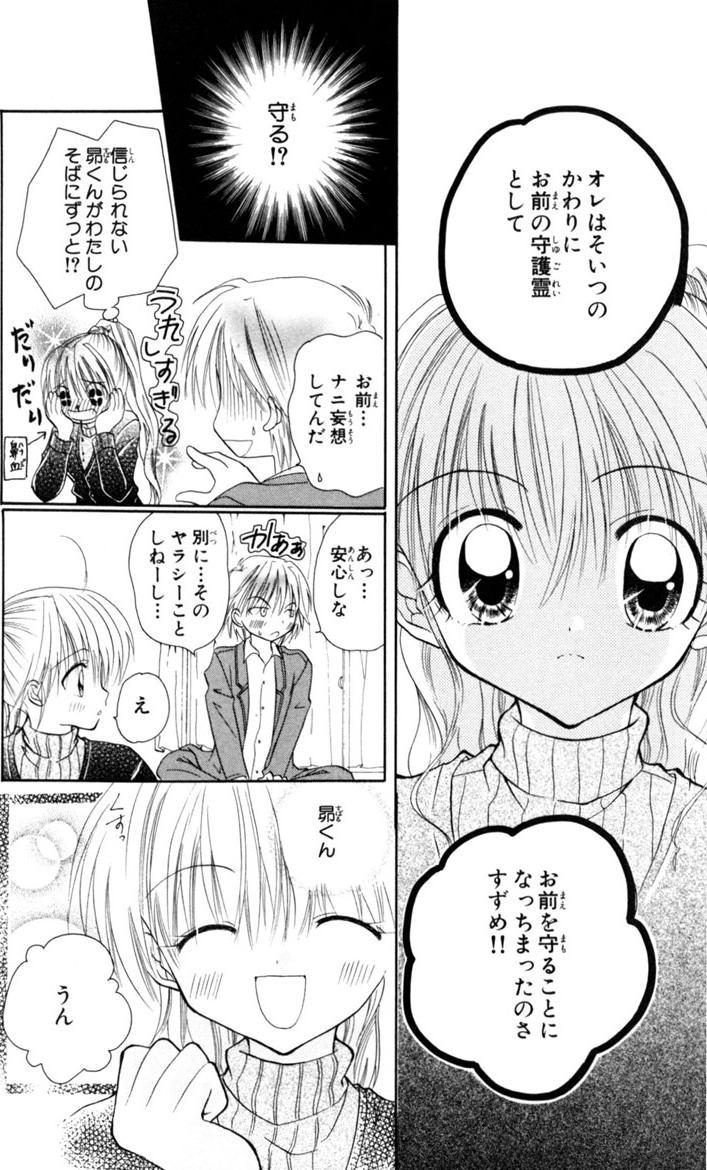 オレはそいつの
かわりに
お前の守護霊
として
お前を守ることに
なっちまったのさ
すずめ!!
守る!?
信じられない
昴くんがわたしの
そばにずっと!?
うれしすぎる
だりだり
鼻血
お前…
ナニ妄想
してんだ
あっ…
安心しな
かあぁ
別に…その
ヤラシーこと
しねーし…
え
昴くん
くすっ
うん